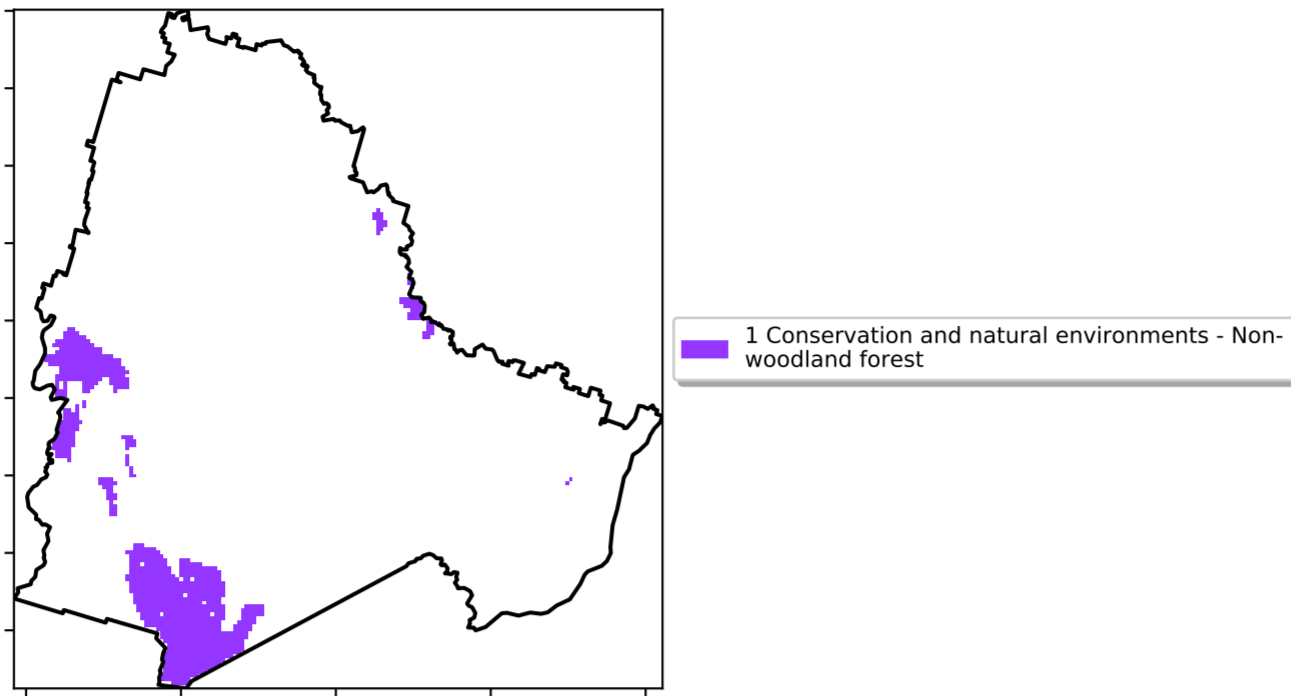 1 Conservation and natural environments - Non-
woodland forest